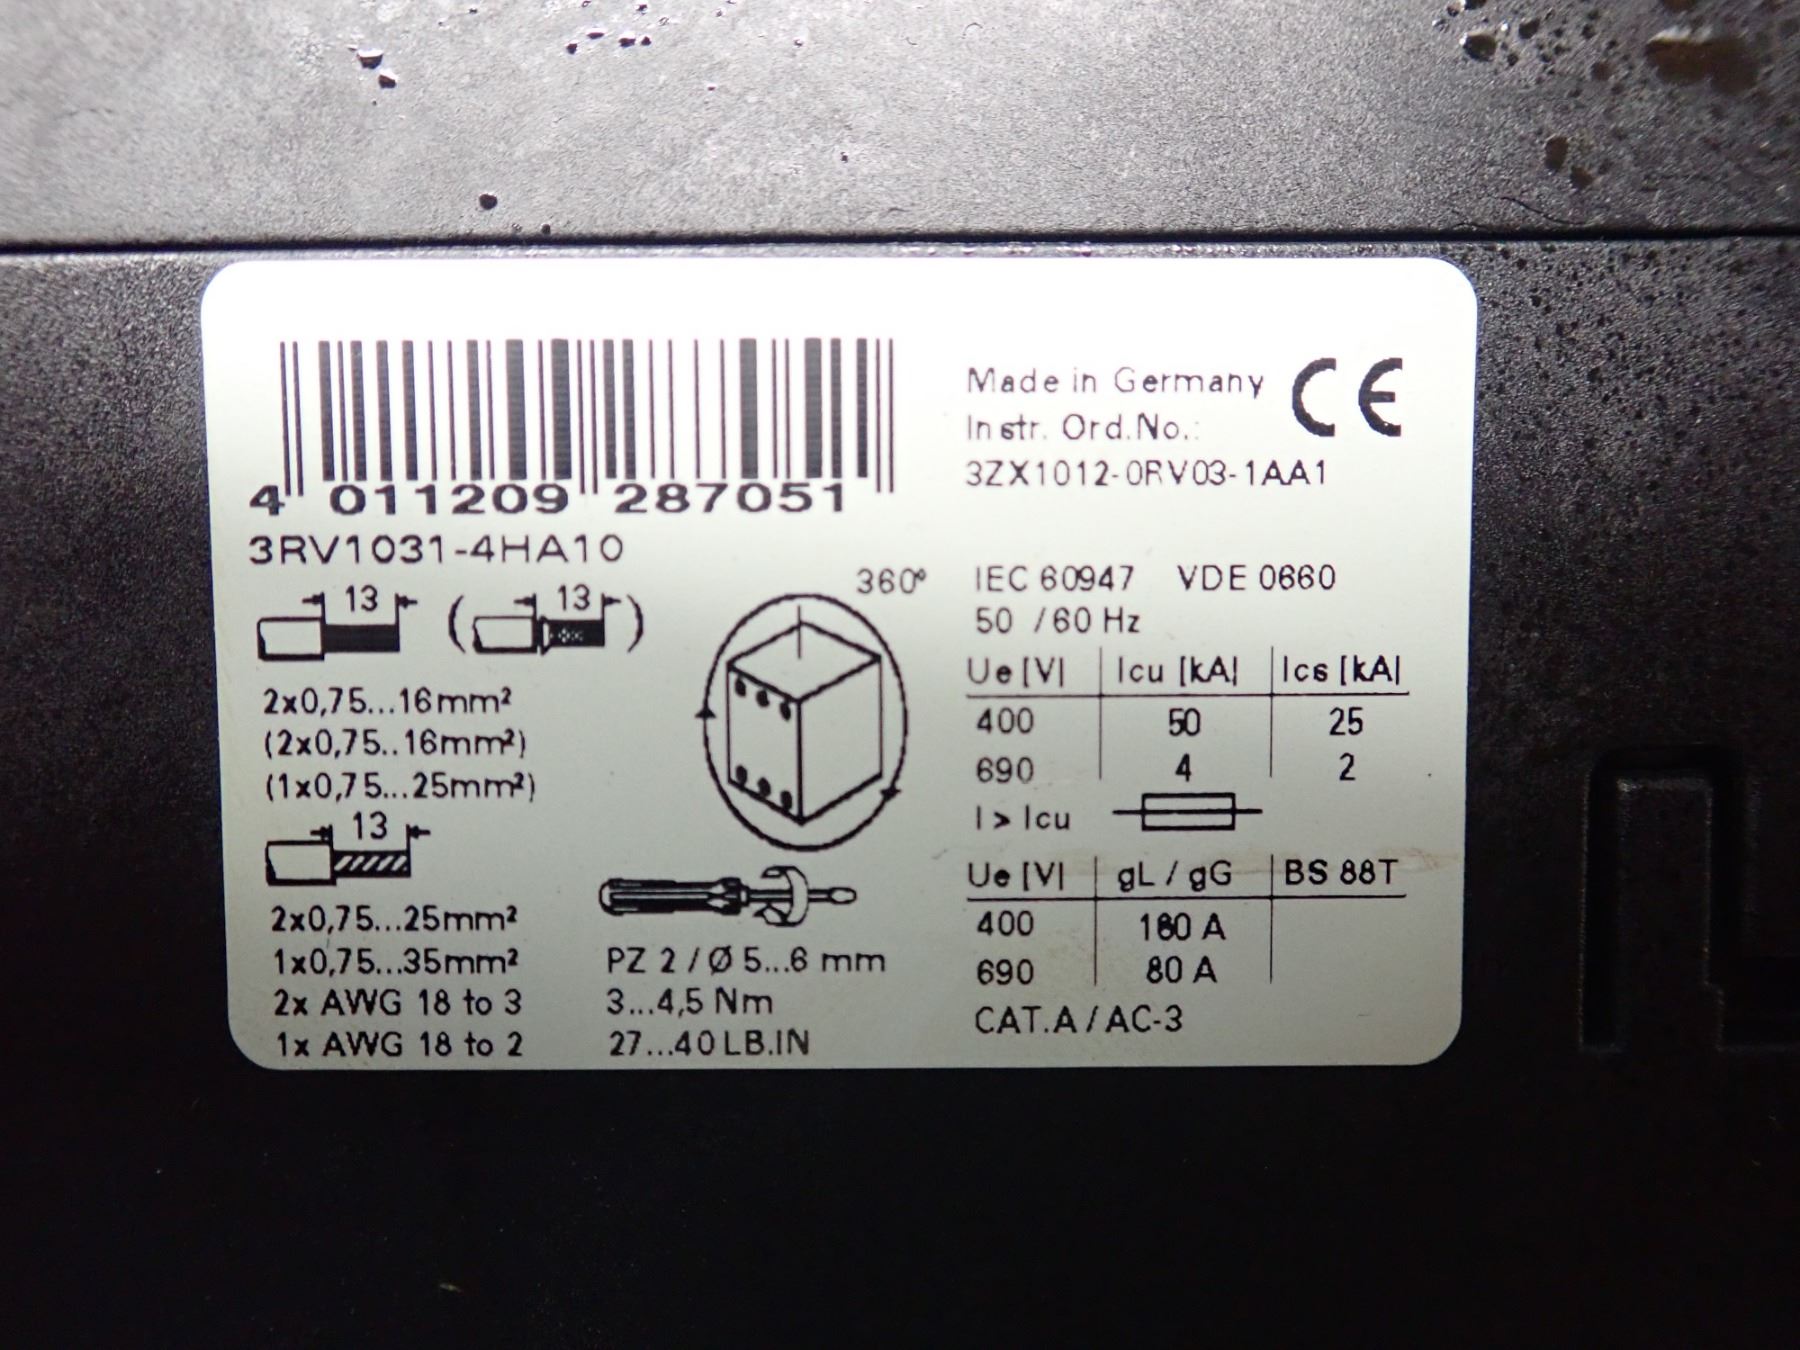 4 011209 287051
3RV1031-4HA10
13 ( 13 )
2x0,75...16mm²
(2x0,75..16mm²)
(1x0,75...25mm²)
13
2x0,75...25mm²
1x0,75...35mm²
2x AWG 18 to 3
1x AWG 18 to 2
360°
PZ 2 / Ø 5...6 mm
3...4,5 Nm
27...40 LB.IN
Made in Germany CE
Instr. Ord.No.:
3ZX1012-0RV03-1AA1
IEC 60947 VDE 0660
50 /60 Hz
Ue [V] Icu [kA] Ics [kA]
400 50 25
690 4 2
I > Icu
Ue [V] gL / gG BS 88T
400 160 A
690 80 A
CAT.A / AC-3